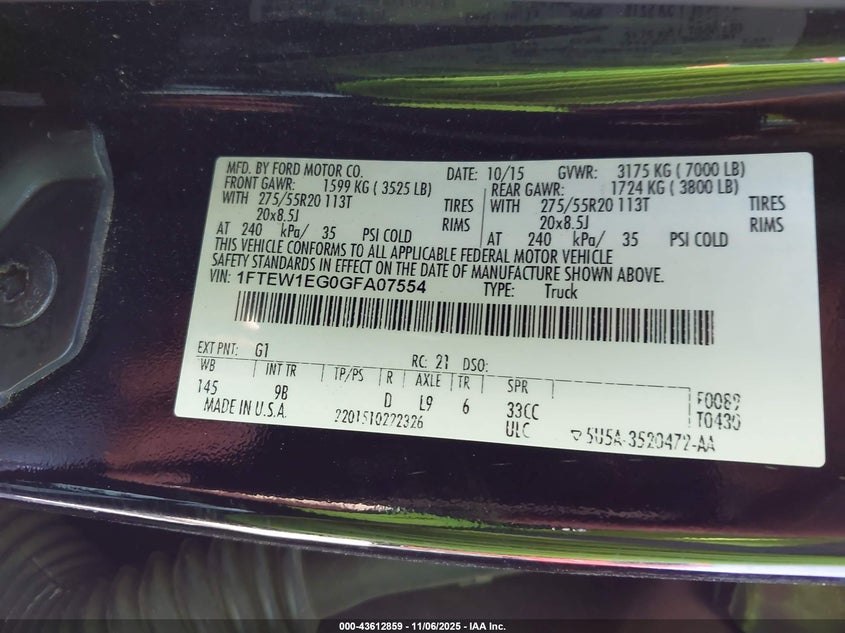 MFD. BY FORD MOTOR CO. DATE: 10/15 GVWR: 3175 KG ( 7000 LB)
FRONT GAWR: 1599 KG ( 3525 LB) REAR GAWR: 1724 KG ( 3800 LB)
WITH 275/55R20 113T TIRES WITH 275/55R20 113T TIRES
20x8.5J RIMS 20x8.5J RIMS
AT 240 kPa/ 35 PSI COLD AT 240 kPa/ 35 PSI COLD
THIS VEHICLE CONFORMS TO ALL APPLICABLE FEDERAL MOTOR VEHICLE
SAFETY STANDARDS IN EFFECT ON THE DATE OF MANUFACTURE SHOWN ABOVE.
VIN: 1FTEW1EG0GFA07554 TYPE: Truck
EXT PNT: G1 RC: 21 DSO:
WB INT TR TP/PS R AXLE TR SPR
145 9B D L9 6 33CC F0089
MADE IN U.S.A. 2201510272326 ULC T0430
5U5A-3520472-AA
000-43612859 - 11/06/2025 - IAA Inc.